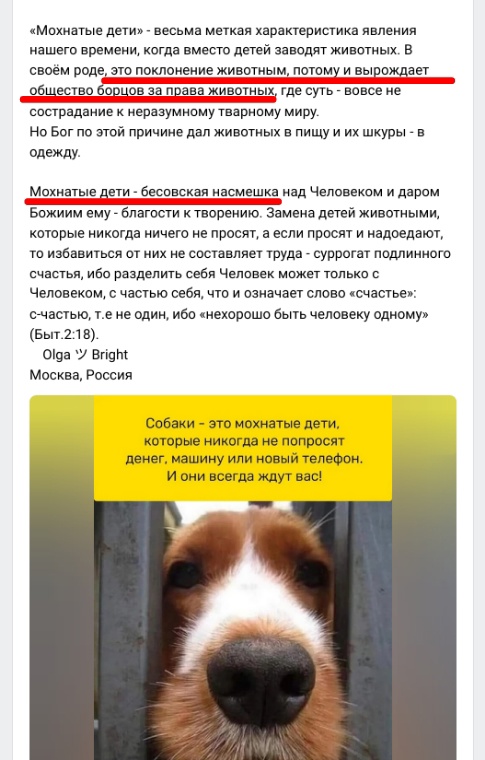 «Мохнатые дети» - весьма меткая характеристика явления
нашего времени, когда вместо детей заводят животных. В
своём роде, это поклонение животным, потому и вырождает
общество борцов за права животных, где суть - вовсе не
сострадание к неразумному тварному миру.
Но Бог по этой причине дал животных в пищу и их шкуры - в
одежду.
Мохнатые дети - бесовская насмешка над Человеком и даром
Божиим ему - благости к творению. Замена детей животными,
которые никогда ничего не просят, а если просят и надоедают,
то избавиться от них не составляет труда - суррогат подлинного
счастья, ибо разделить себя Человек может только с
Человеком, с частью себя, что и означает слово «счастье»:
с-частью, т.е не один, ибо «нехорошо быть человеку одному»
(Быт.2:18).
Olga ツ Bright
Москва, Россия
Собаки - это мохнатые дети,
которые никогда не попросят
денег, машину или новый телефон.
И они всегда ждут вас!